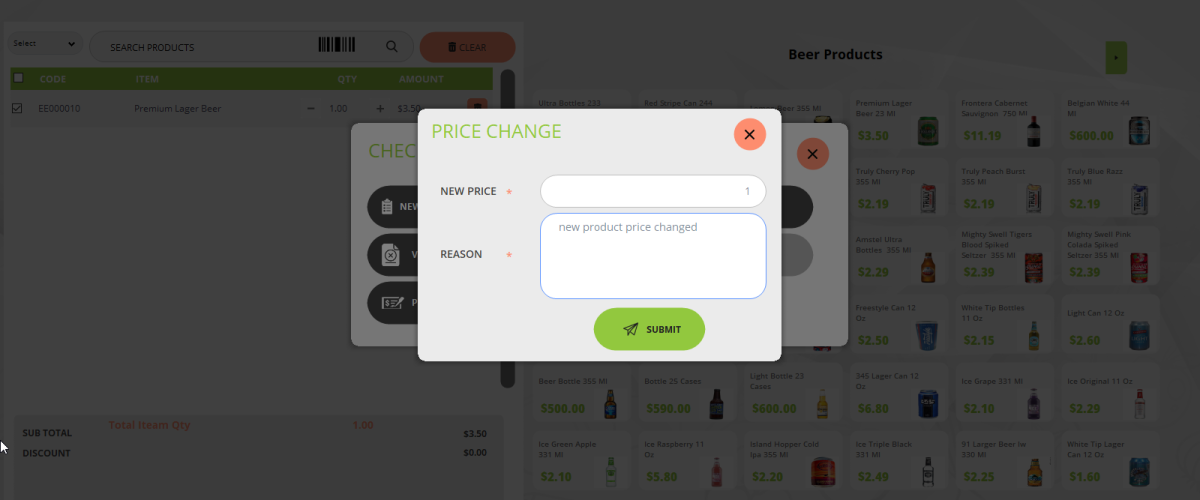 Select
SEARCH PRODUCTS
CLEAR
CODE ITEM QTY AMOUNT
EE000010 Premium Lager Beer − 1.00 + $3.50
Total Iteam Qty 1.00
SUB TOTAL $3.50
DISCOUNT $0.00
CHEC
NEW
V
P
PRICE CHANGE
NEW PRICE * 1
REASON * new product price changed
SUBMIT
Beer Products
Ultra Bottles 233
Red Stripe Can 244
Beer 355 Ml
Premium Lager
Beer 23 Ml
$3.50
Frontera Cabernet
Sauvignon 750 Ml
$11.19
Belgian White 44
Ml
$600.00
Truly Cherry Pop
355 Ml
$2.19
Truly Peach Burst
355 Ml
$2.19
Truly Blue Razz
355 Ml
$2.19
Amstel Ultra
Bottles 355 Ml
$2.29
Mighty Swell Tigers
Blood Spiked
Seltzer 355 Ml
$2.39
Mighty Swell Pink
Colada Spiked
Seltzer 355 Ml
$2.39
Freestyle Can 12
Oz
$2.50
White Tip Bottles
11 Oz
$2.15
Light Can 12 Oz
$2.60
Beer Bottle 355 Ml
$500.00
Bottle 25 Cases
$590.00
Light Bottle 23
Cases
$600.00
345 Lager Can 12
Oz
$6.80
Ice Grape 331 Ml
$2.10
Ice Original 11 Oz
$2.29
Ice Green Apple
331 Ml
$2.10
Ice Raspberry 11
Oz
$5.80
Island Hopper Cold
Ipa 355 Ml
$2.20
Ice Triple Black
331 Ml
$2.49
91 Larger Beer Iw
330 Ml
$2.25
White Tip Lager
Can 12 Oz
$1.60